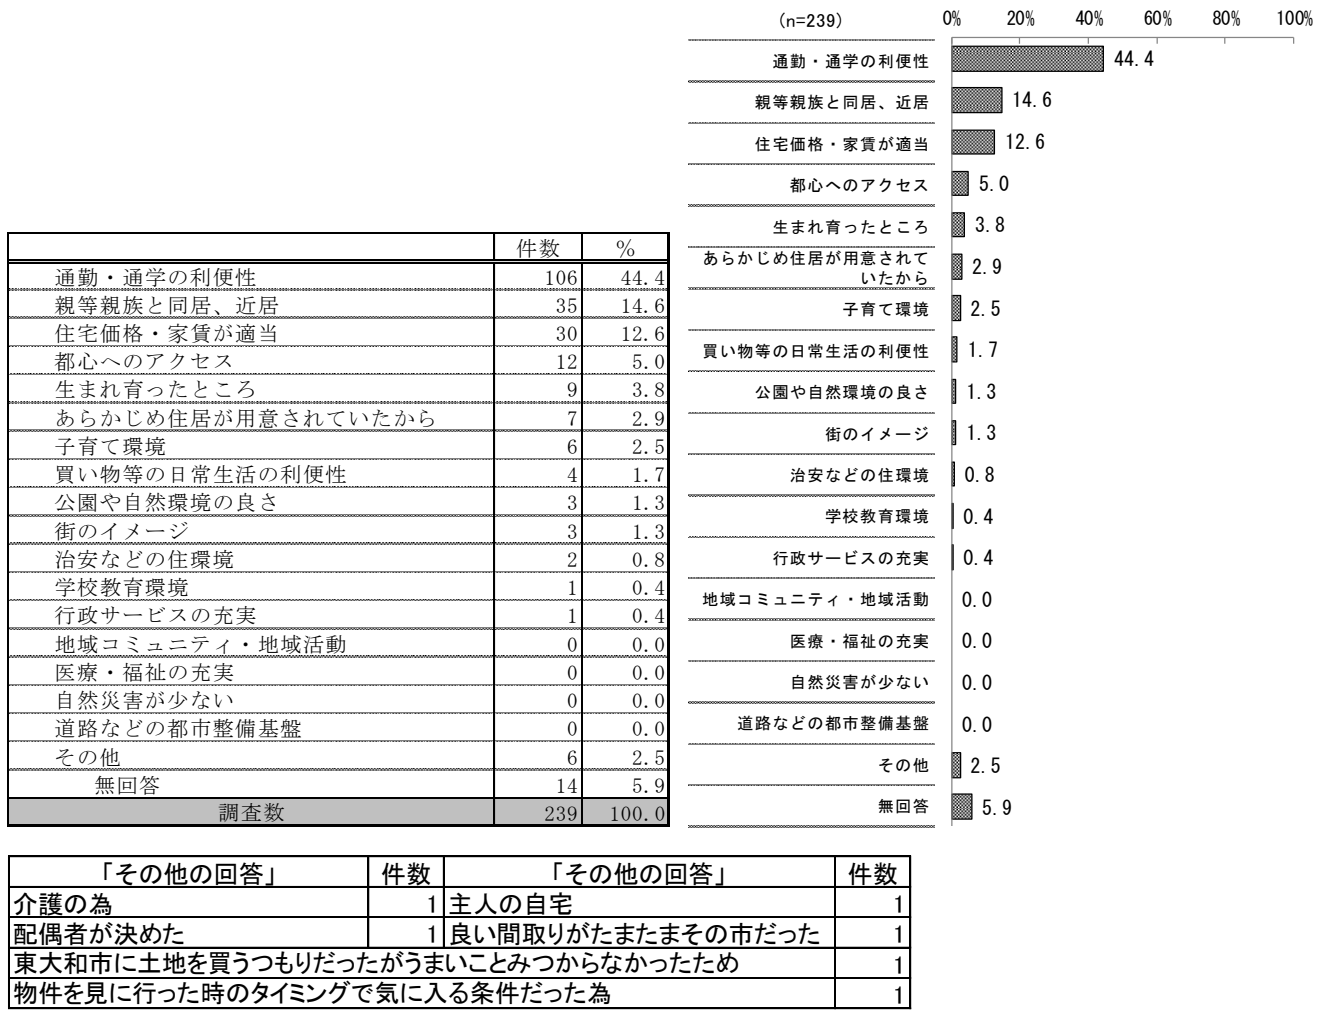 (n=239)
0% 20% 40% 60% 80% 100%
通勤・通学の利便性 44.4
親等親族と同居、近居 14.6
住宅価格・家賃が適当 12.6
都心へのアクセス 5.0
生まれ育ったところ 3.8
あらかじめ住居が用意されて
いたから 2.9
子育て環境 2.5
買い物等の日常生活の利便性 1.7
公園や自然環境の良さ 1.3
街のイメージ 1.3
治安などの住環境 0.8
学校教育環境 0.4
行政サービスの充実 0.4
地域コミュニティ・地域活動 0.0
医療・福祉の充実 0.0
自然災害が少ない 0.0
道路などの都市整備基盤 0.0
その他 2.5
無回答 5.9
件数 %
通勤・通学の利便性 106 44.4
親等親族と同居、近居 35 14.6
住宅価格・家賃が適当 30 12.6
都心へのアクセス 12 5.0
生まれ育ったところ 9 3.8
あらかじめ住居が用意されていたから 7 2.9
子育て環境 6 2.5
買い物等の日常生活の利便性 4 1.7
公園や自然環境の良さ 3 1.3
街のイメージ 3 1.3
治安などの住環境 2 0.8
学校教育環境 1 0.4
行政サービスの充実 1 0.4
地域コミュニティ・地域活動 0 0.0
医療・福祉の充実 0 0.0
自然災害が少ない 0 0.0
道路などの都市整備基盤 0 0.0
その他 6 2.5
無回答 14 5.9
調査数 239 100.0
「その他の回答」 件数 「その他の回答」 件数
介護の為 1 主人の自宅 1
配偶者が決めた 1 良い間取りがたまたまその市だった 1
東大和市に土地を買うつもりだったがうまいことみつからなかったため 1
物件を見に行った時のタイミングで気に入る条件だった為 1